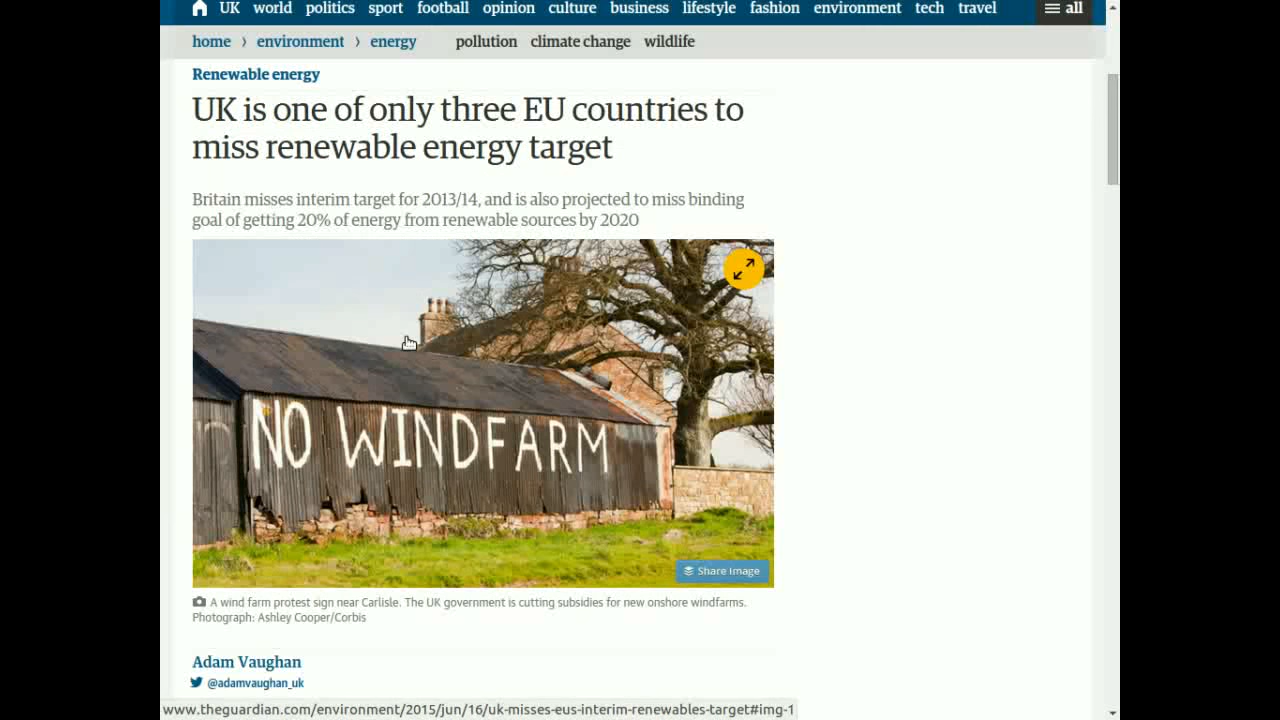 UK world politics sport football opinion culture business lifestyle fashion environment tech travel all
home › environment › energy pollution climate change wildlife
Renewable energy
UK is one of only three EU countries to
miss renewable energy target
Britain misses interim target for 2013/14, and is also projected to miss binding
goal of getting 20% of energy from renewable sources by 2020
NO WINDFARM
Share image
A wind farm protest sign near Carlisle. The UK government is cutting subsidies for new onshore windfarms.
Photograph: Ashley Cooper/Corbis
Adam Vaughan
@adamvaughan_uk
www.theguardian.com/environment/2015/jun/16/uk-misses-eus-interim-renewables-target#img-1